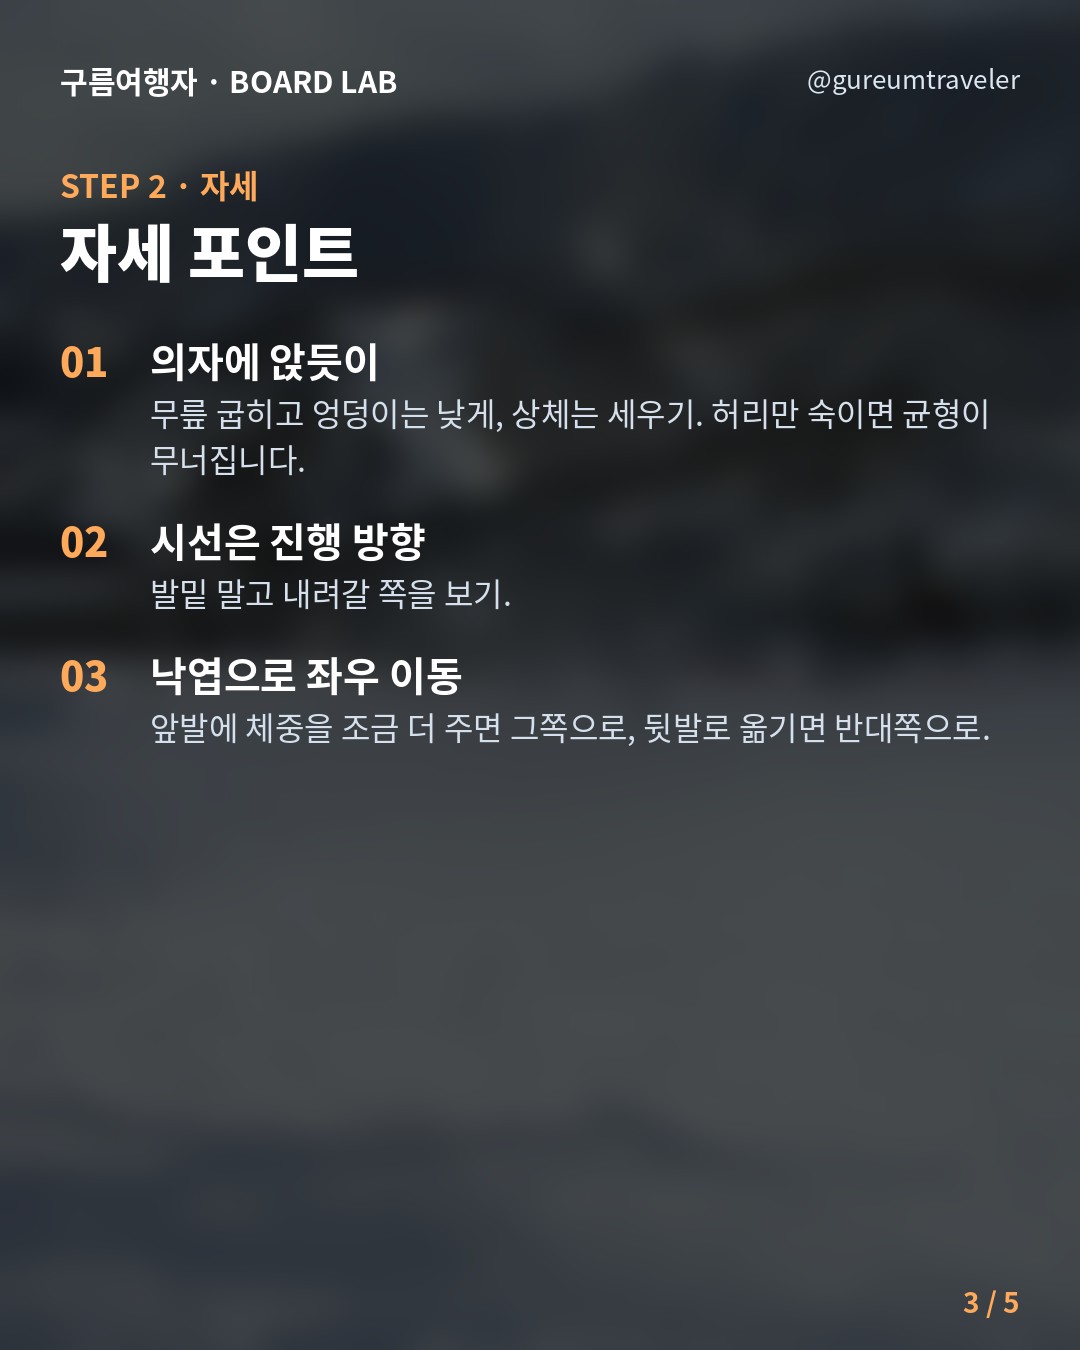 구름여행자 · BOARD LAB
@gureumtraveler
STEP 2 · 자세
자세 포인트
01 의자에 앉듯이
무릎 굽히고 엉덩이는 낮게, 상체는 세우기. 허리만 숙이면 균형이
무너집니다.
02 시선은 진행 방향
발밑 말고 내려갈 쪽을 보기.
03 낙엽으로 좌우 이동
앞발에 체중을 조금 더 주면 그쪽으로, 뒷발로 옮기면 반대쪽으로.
3 / 5